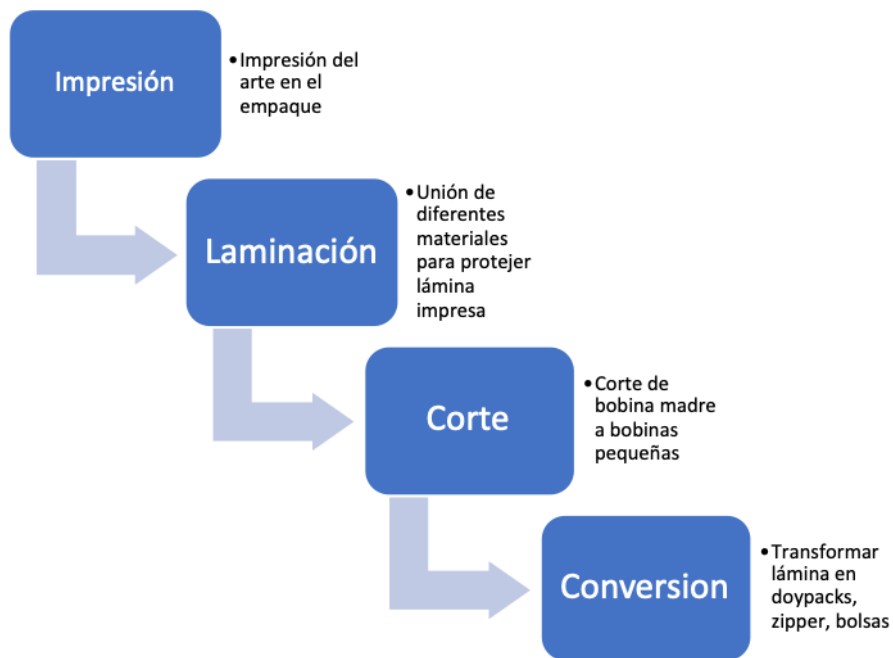 Impresión
•Impresión del
arte en el
empaque
Laminación
•Unión de
diferentes
materiales
para protejer
lámina
impresa
Corte
•Corte de
bobina madre
a bobinas
pequeñas
Conversion
•Transformar
lámina en
doypacks,
zipper, bolsas